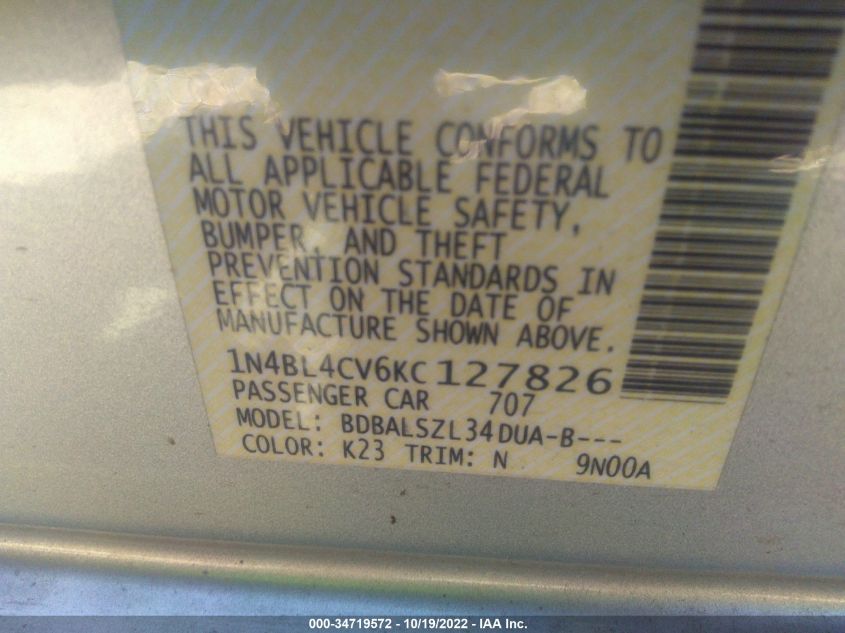 THIS VEHICLE CONFORMS TO
ALL APPLICABLE FEDERAL
MOTOR VEHICLE SAFETY,
BUMPER, AND THEFT
PREVENTION STANDARDS IN
EFFECT ON THE DATE OF
MANUFACTURE SHOWN ABOVE.
1N4BL4CV6KC127826
PASSENGER CAR 707
MODEL: BDBALSZL34DUA-B---
COLOR: K23 TRIM: N 9N00A
000-34719572 - 10/19/2022 - IAA Inc.